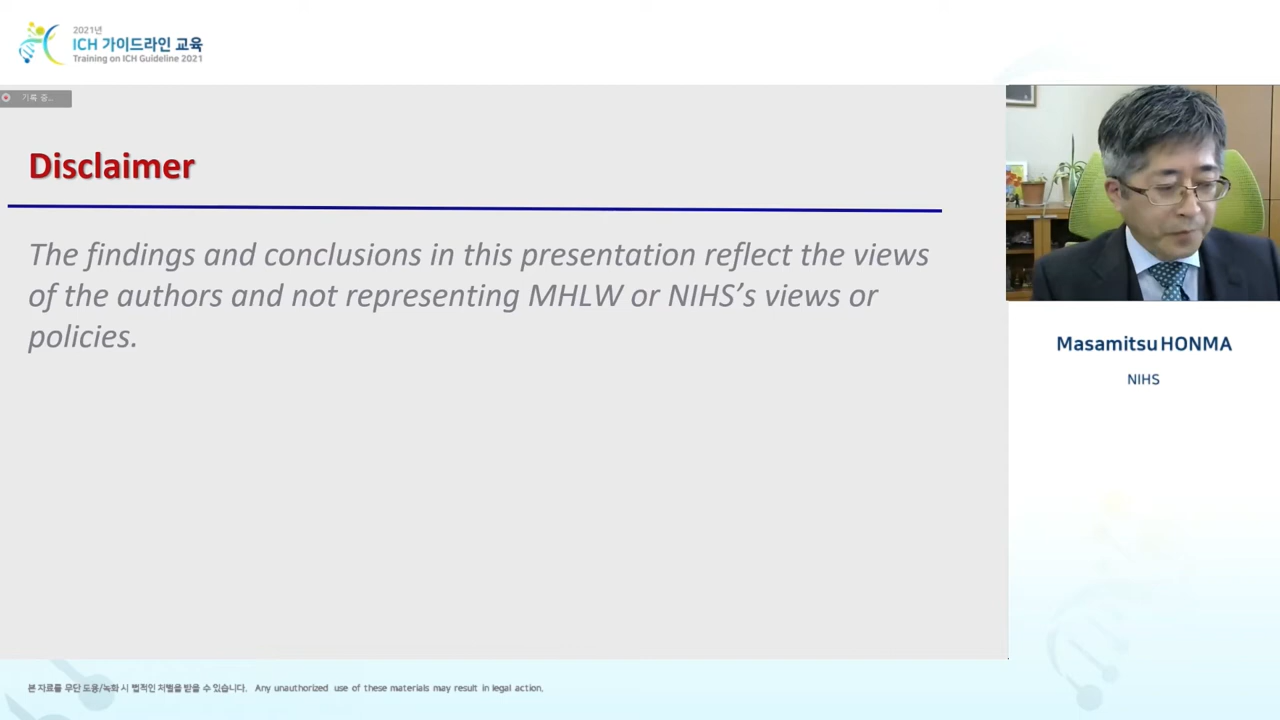 2021년
ICH 가이드라인 교육
Training on ICH Guideline 2021
기록 중...
Disclaimer
The findings and conclusions in this presentation reflect the views
of the authors and not representing MHLW or NIHS’s views or
policies.
Masamitsu HONMA
NIHS
본 자료를 무단 도용/녹화 시 법적인 처벌을 받을 수 있습니다. Any unauthorized use of these materials may result in legal action.